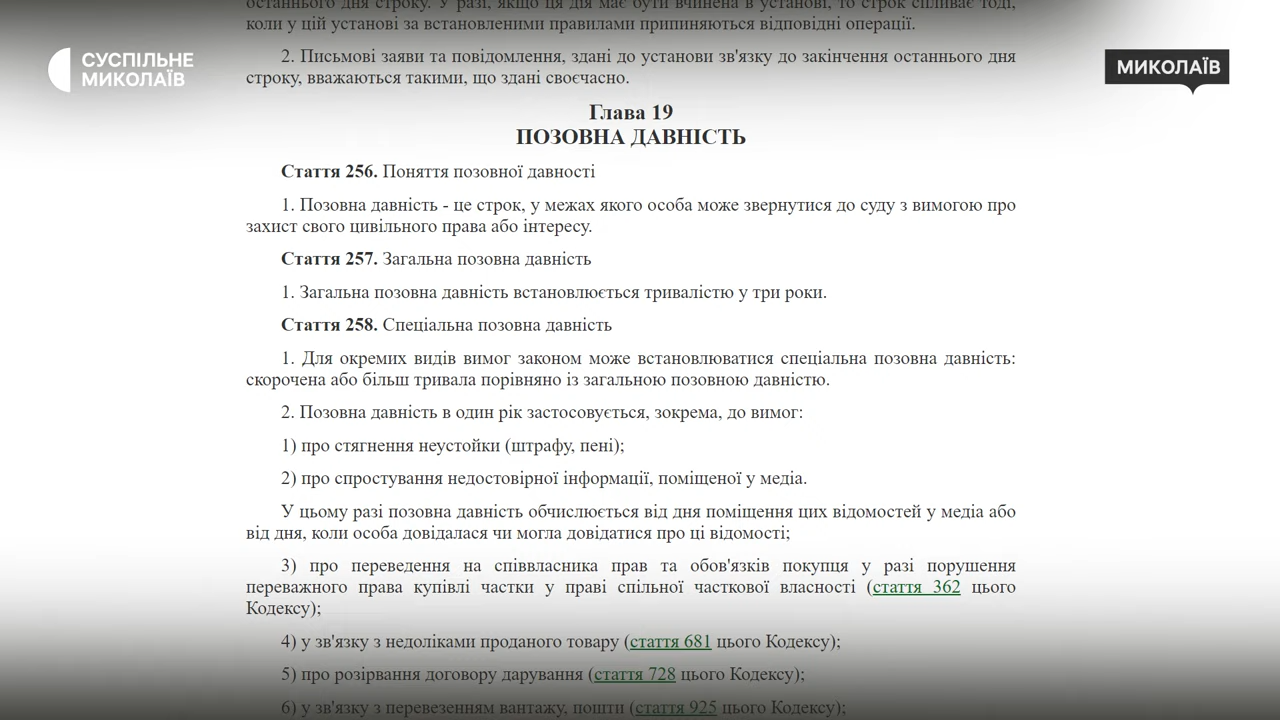 останнього дня строку. У разі, якщо ця дія має бути вчинена в установі, то строк спливає тоді,
коли у цій установі за встановленими правилами припиняються відповідні операції.
СУСПІЛЬНЕ
МИКОЛАЇВ
МИКОЛАЇВ
2. Письмові заяви та повідомлення, здані до установи зв'язку до закінчення останнього дня
строку, вважаються такими, що здані своєчасно.
Глава 19
ПОЗОВНА ДАВНІСТЬ
Стаття 256. Поняття позовної давності
1. Позовна давність - це строк, у межах якого особа може звернутися до суду з вимогою про
захист свого цивільного права або інтересу.
Стаття 257. Загальна позовна давність
1. Загальна позовна давність встановлюється тривалістю у три роки.
Стаття 258. Спеціальна позовна давність
1. Для окремих видів вимог законом може встановлюватися спеціальна позовна давність:
скорочена або більш тривала порівняно із загальною позовною давністю.
2. Позовна давність в один рік застосовується, зокрема, до вимог:
1) про стягнення неустойки (штрафу, пені);
2) про спростування недостовірної інформації, поміщеної у медіа.
У цьому разі позовна давність обчислюється від дня поміщення цих відомостей у медіа або
від дня, коли особа довідалася чи могла довідатися про ці відомості;
3) про переведення на співвласника прав та обов'язків покупця у разі порушення
переважного права купівлі частки у праві спільної часткової власності (стаття 362 цього
Кодексу);
4) у зв'язку з недоліками проданого товару (стаття 681 цього Кодексу);
5) про розірвання договору дарування (стаття 728 цього Кодексу);
6) у зв'язку з перевезенням вантажу, пошти (стаття 925 цього Кодексу);